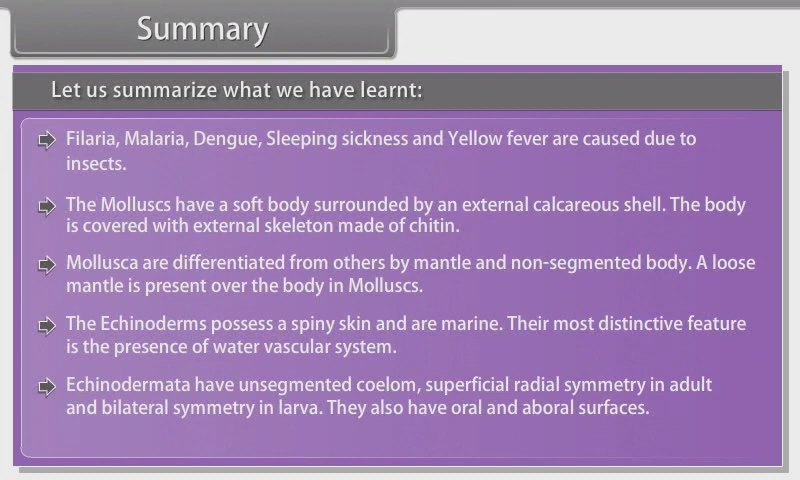 Summary
Let us summarize what we have learnt:
Filaria, Malaria, Dengue, Sleeping sickness and Yellow fever are caused due to
insects.
The Molluscs have a soft body surrounded by an external calcareous shell. The body
is covered with external skeleton made of chitin.
Mollusca are differentiated from others by mantle and non-segmented body. A loose
mantle is present over the body in Molluscs.
The Echinoderms possess a spiny skin and are marine. Their most distinctive feature
is the presence of water vascular system.
Echinodermata have unsegmented coelom, superficial radial symmetry in adult
and bilateral symmetry in larva. They also have oral and aboral surfaces.